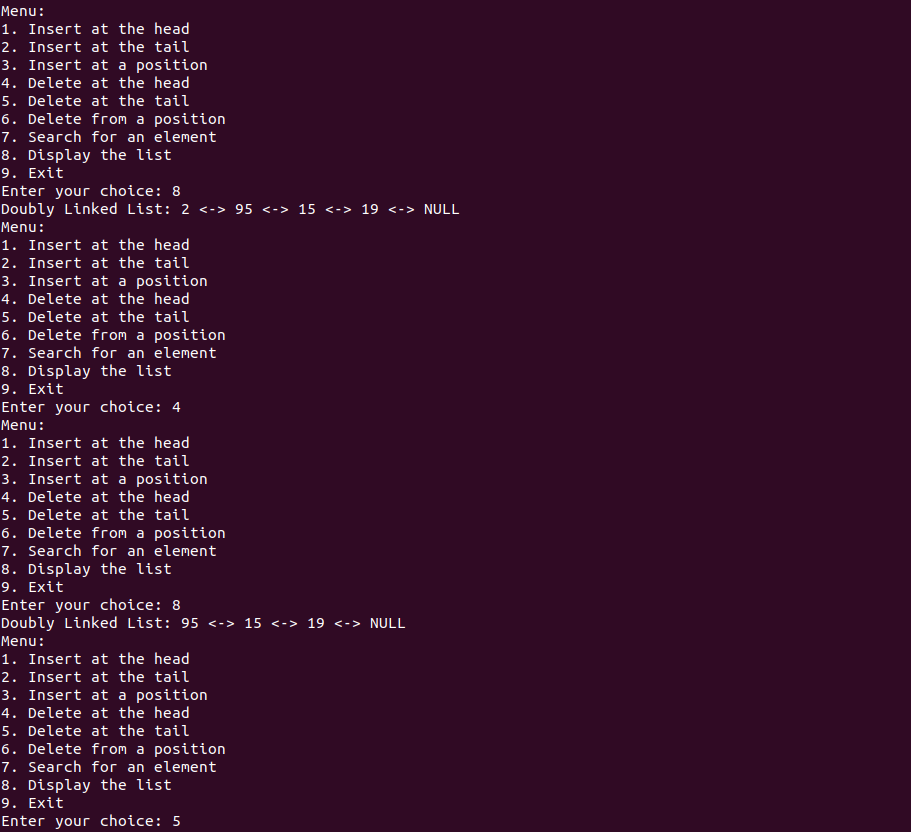 Menu:
1. Insert at the head
2. Insert at the tail
3. Insert at a position
4. Delete at the head
5. Delete at the tail
6. Delete from a position
7. Search for an element
8. Display the list
9. Exit
Enter your choice: 8
Doubly Linked List: 2 <-> 95 <-> 15 <-> 19 <-> NULL
Menu:
1. Insert at the head
2. Insert at the tail
3. Insert at a position
4. Delete at the head
5. Delete at the tail
6. Delete from a position
7. Search for an element
8. Display the list
9. Exit
Enter your choice: 4
Menu:
1. Insert at the head
2. Insert at the tail
3. Insert at a position
4. Delete at the head
5. Delete at the tail
6. Delete from a position
7. Search for an element
8. Display the list
9. Exit
Enter your choice: 8
Doubly Linked List: 95 <-> 15 <-> 19 <-> NULL
Menu:
1. Insert at the head
2. Insert at the tail
3. Insert at a position
4. Delete at the head
5. Delete at the tail
6. Delete from a position
7. Search for an element
8. Display the list
9. Exit
Enter your choice: 5